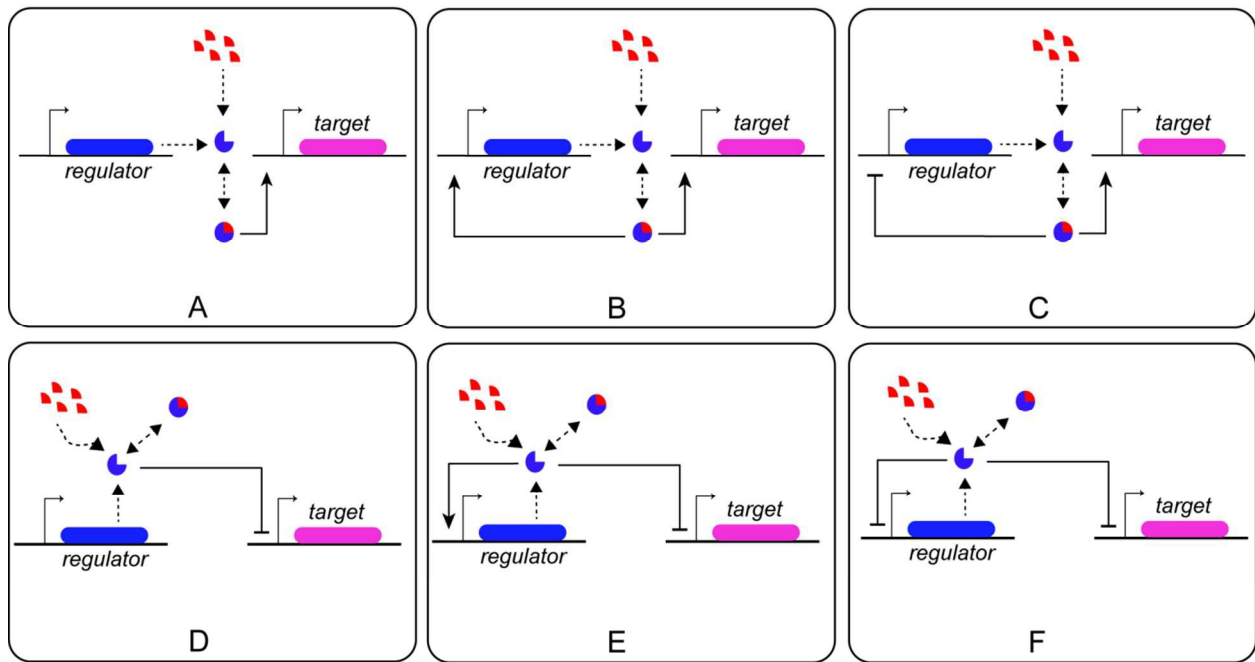 target
regulator
A
target
regulator
B
target
regulator
C
target
regulator
D
target
regulator
E
target
regulator
F